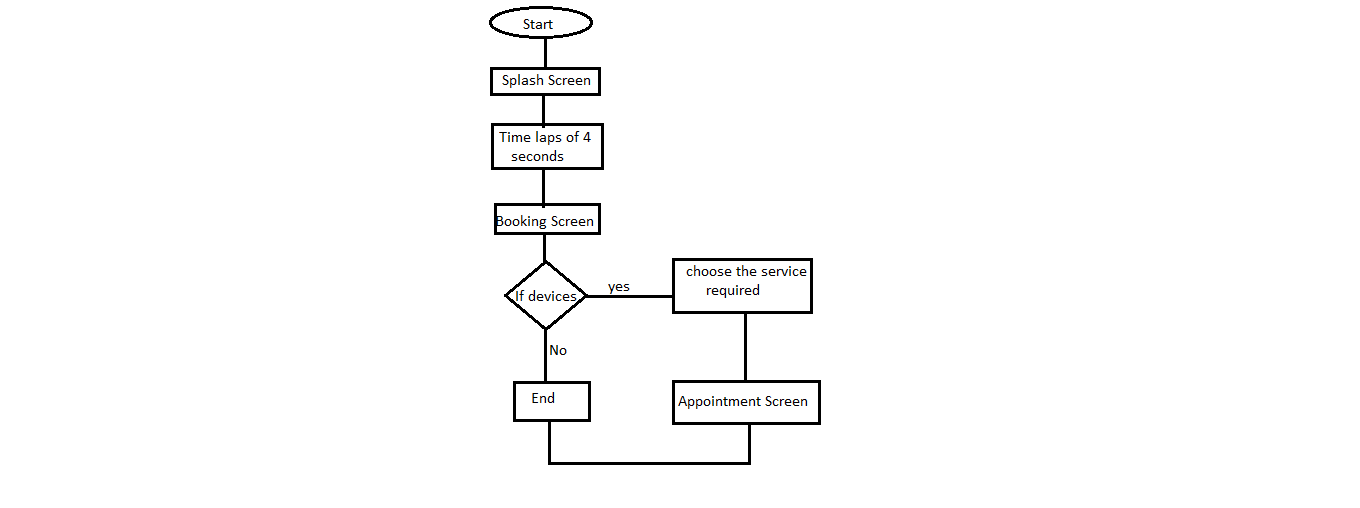 Start
Splash Screen
Time laps of 4
seconds
Booking Screen
If devices
yes
choose the service
required
No
End
Appointment Screen